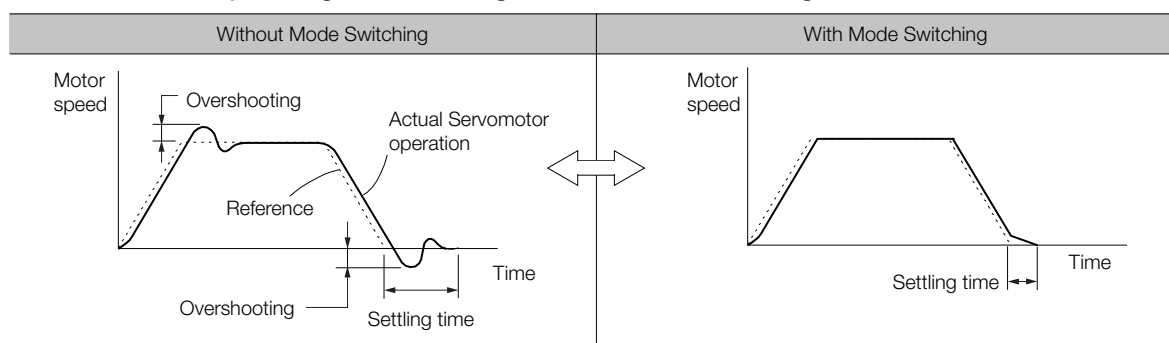 Without Mode Switching
With Mode Switching
Motor
speed
Overshooting
Actual Servomotor
operation
Reference
Time
Overshooting
Settling time
Motor
speed
Time
Settling time